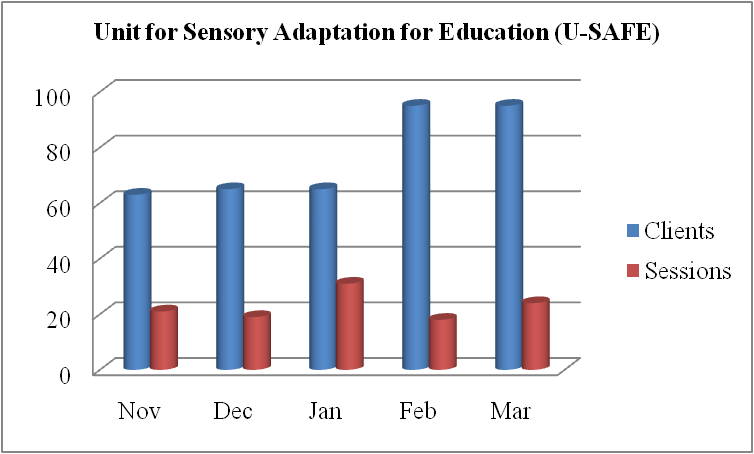 Unit for Sensory Adaptation for Education (U-SAFE)
100
80
60
40
20
0
Nov Dec Jan Feb Mar
Clients
Sessions